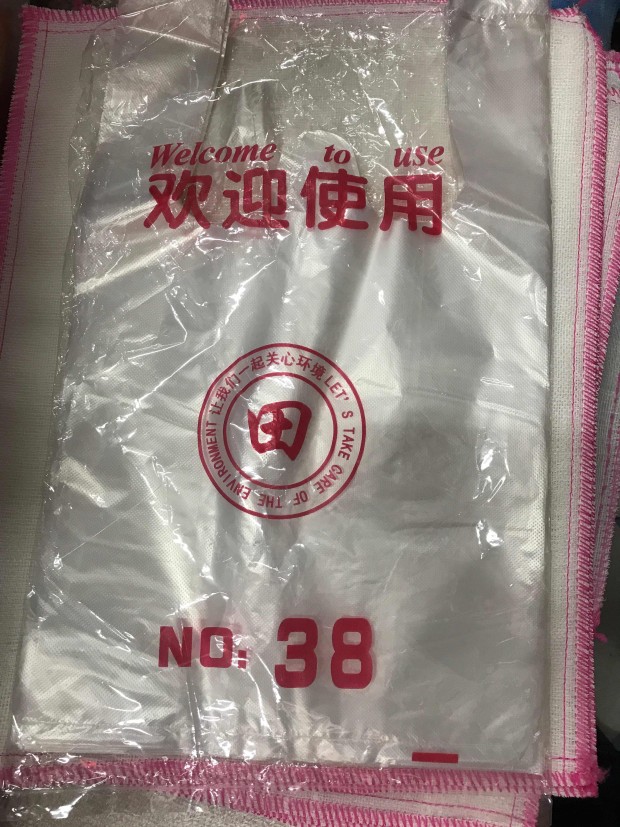 Welcome to use
欢迎使用
让我们一起关心环境 LET'S TAKE CARE OF THE ENVIRONMENT
田
NO: 38